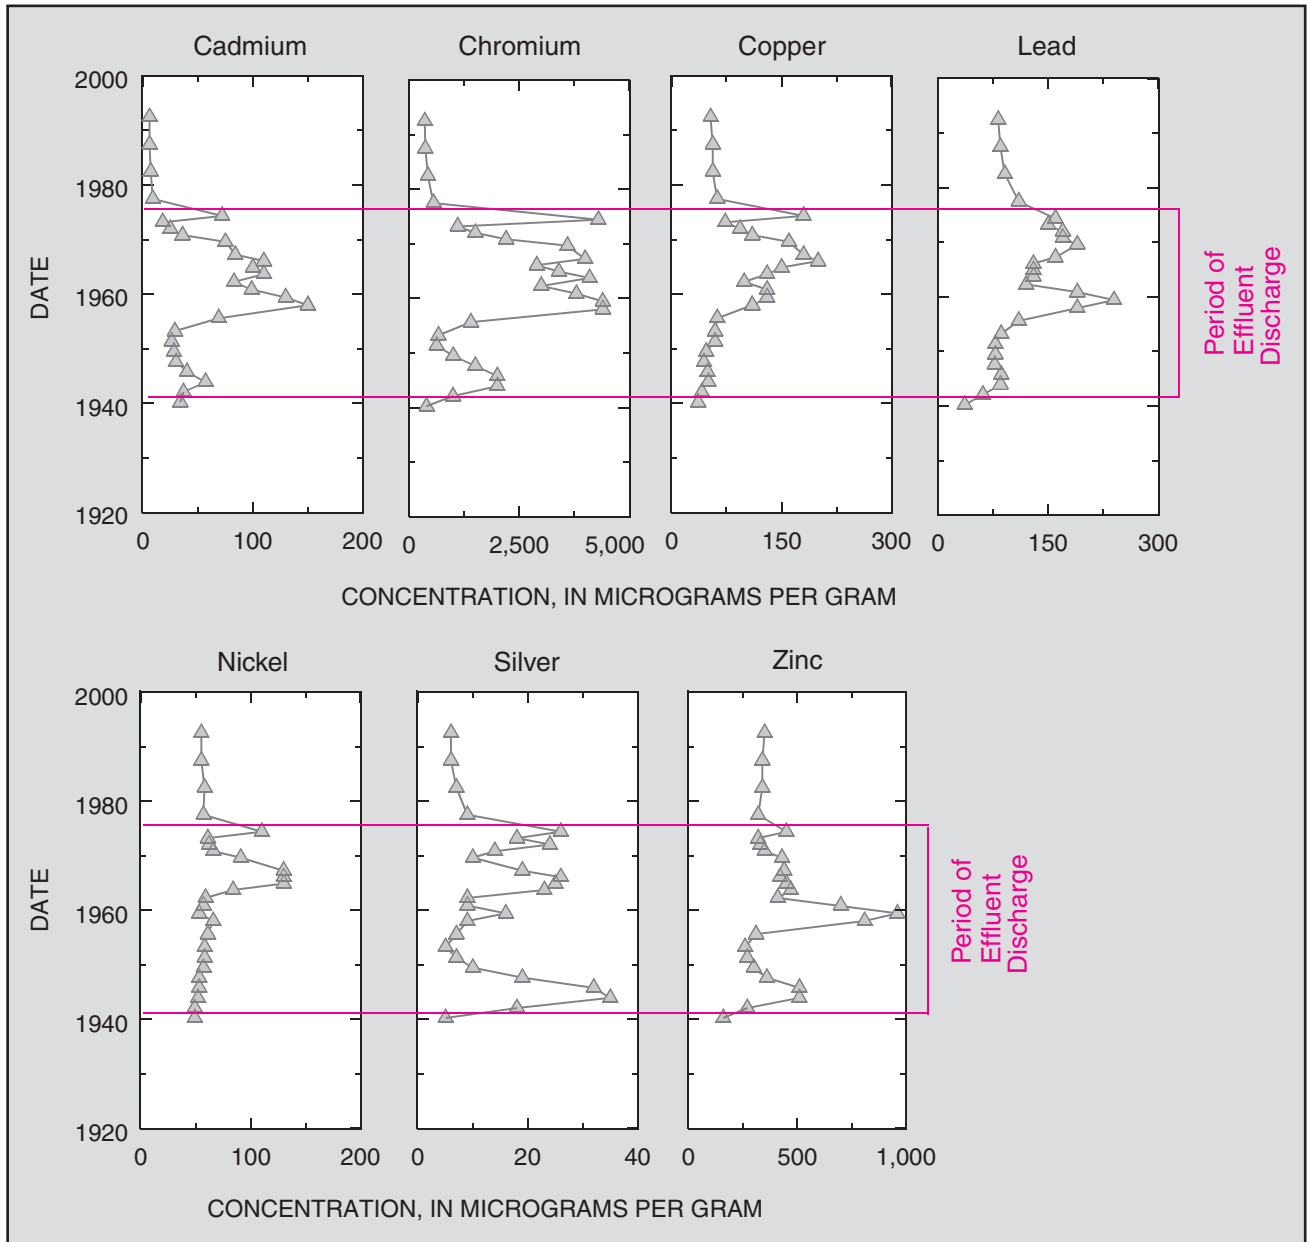 Cadmium Chromium Copper Lead
2000
1980
1960
1940
1920
DATE
0 100 200 0 2,500 5,000 0 150 300 0 150 300
CONCENTRATION, IN MICROGRAMS PER GRAM
Period of
Effluent
Discharge
Nickel Silver Zinc
2000
1980
1960
1940
1920
DATE
0 100 200 0 20 40 0 500 1,000
CONCENTRATION, IN MICROGRAMS PER GRAM
Period of
Effluent
Discharge